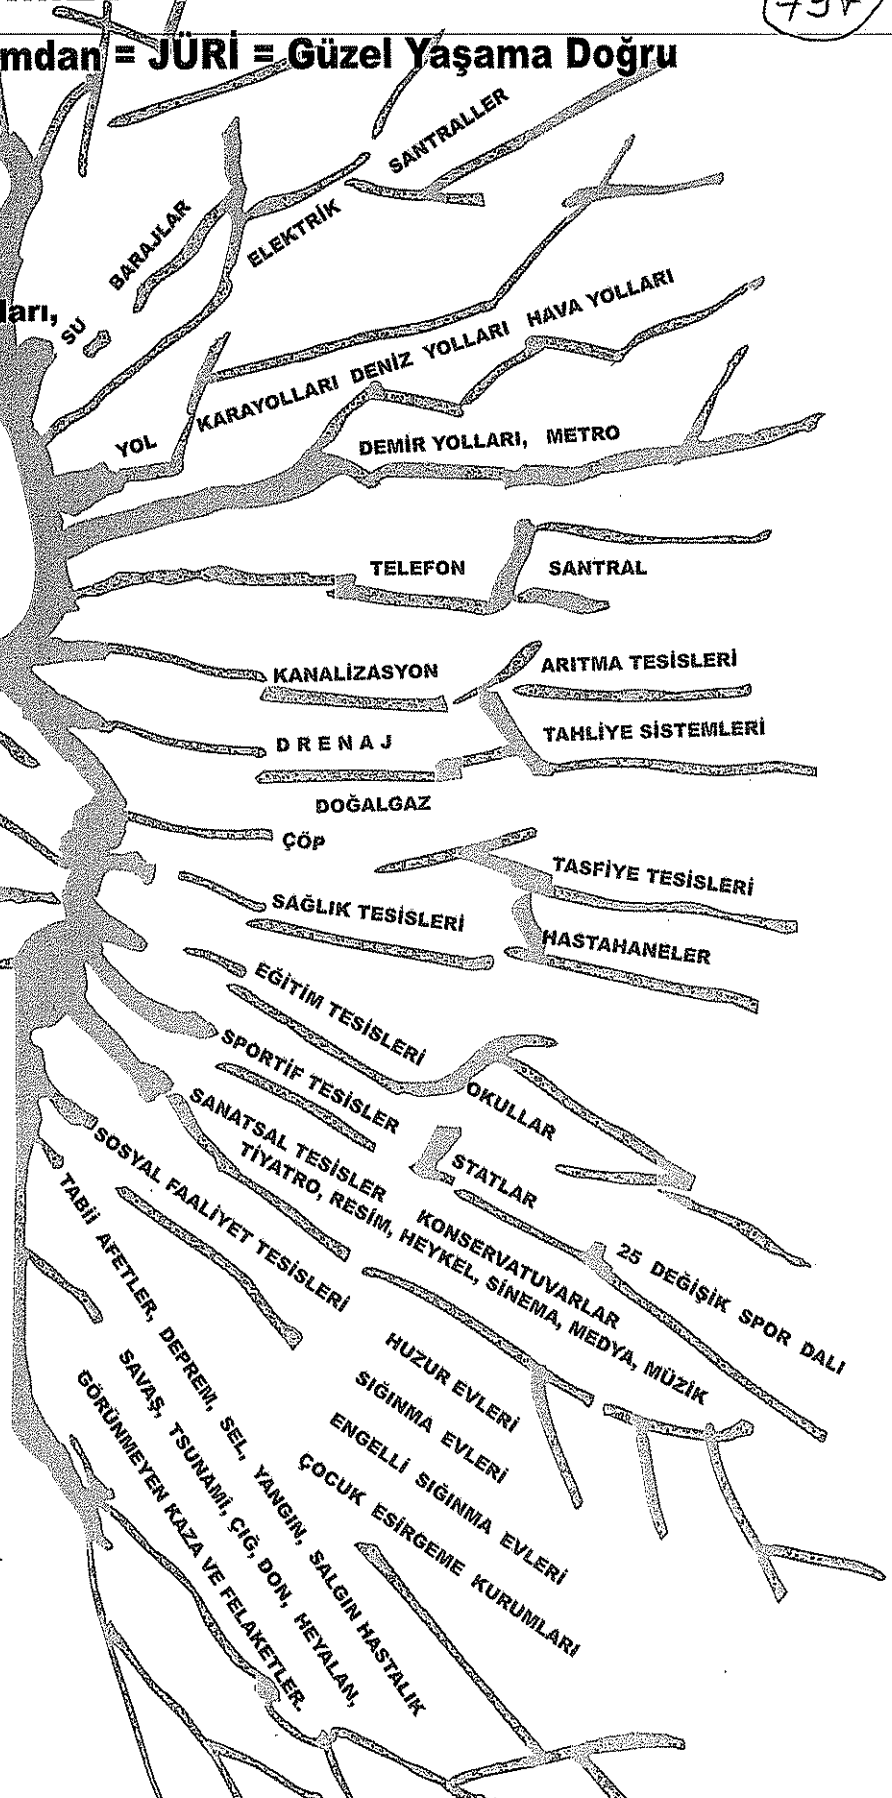 mdan = JÜRİ = Güzel Yaşama Doğru
SANTRALLER
BARAJLAR
ELEKTRİK
ları,
SU
KARAYOLLARI DENİZ YOLLARI HAVA YOLLARI
YOL
DEMİR YOLLARI, METRO
TELEFON
SANTRAL
KANALİZASYON
ARITMA TESİSLERİ
D R E N A J
TAHLİYE SİSTEMLERİ
DOĞALGAZ
ÇÖP
TASFİYE TESİSLERİ
SAĞLIK TESİSLERİ
HASTAHANELER
EĞİTİM TESİSLERİ
OKULLAR
SPORTİF TESİSLER
STATLAR
25 DEĞİŞİK SPOR DALI
SANATSAL TESİSLER
KONSERVATUVARLAR
TİYATRO, RESİM, HEYKEL, SİNEMA, MEDYA, MÜZİK
SOSYAL FAALİYET TESİSLERİ
HUZUR EVLERİ
SIĞINMA EVLERİ
ENGELLİ SIĞINMA EVLERİ
ÇOCUK ESİRGEME KURUMLARI
TABİİ AFETLER, DEPREM, SEL, YANGIN, SALGIN HASTALIK
SAVAŞ, TSUNAMİ, ÇIĞ, DON, HEYALAN,
GÖRÜNMEYEN KAZA VE FELAKETLER.